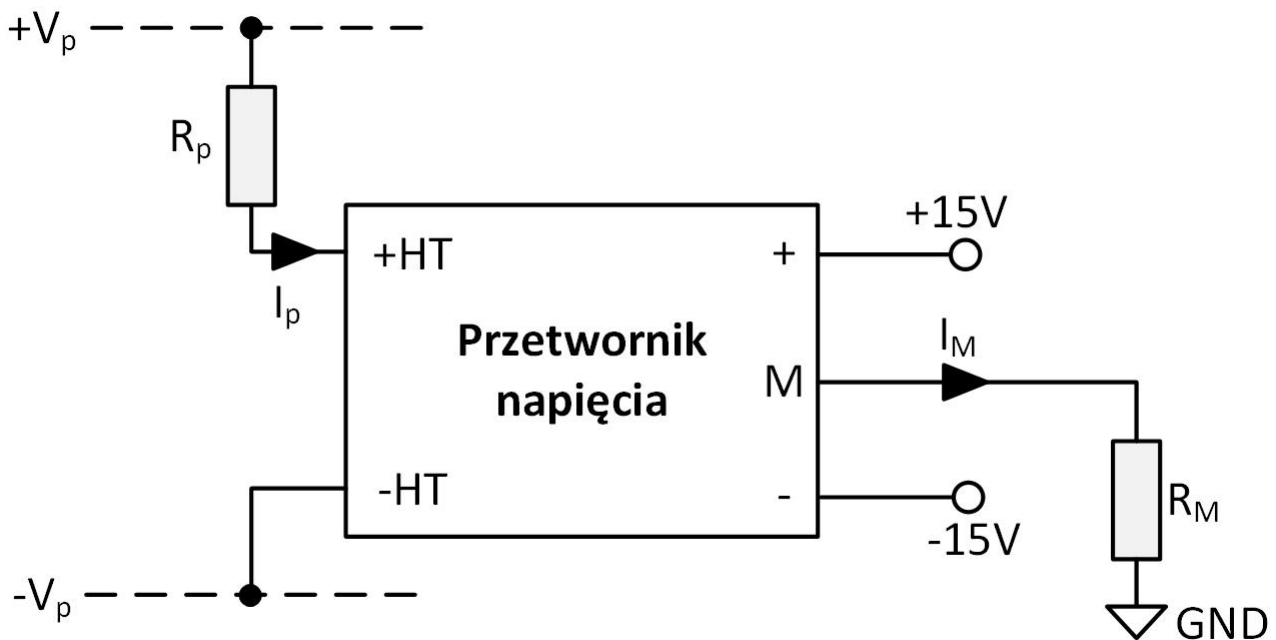 +Vp
Rp
+15V
+HT
+
Ip
IM
Przetwornik
napięcia
M
-HT
-
RM
-15V
-Vp
GND